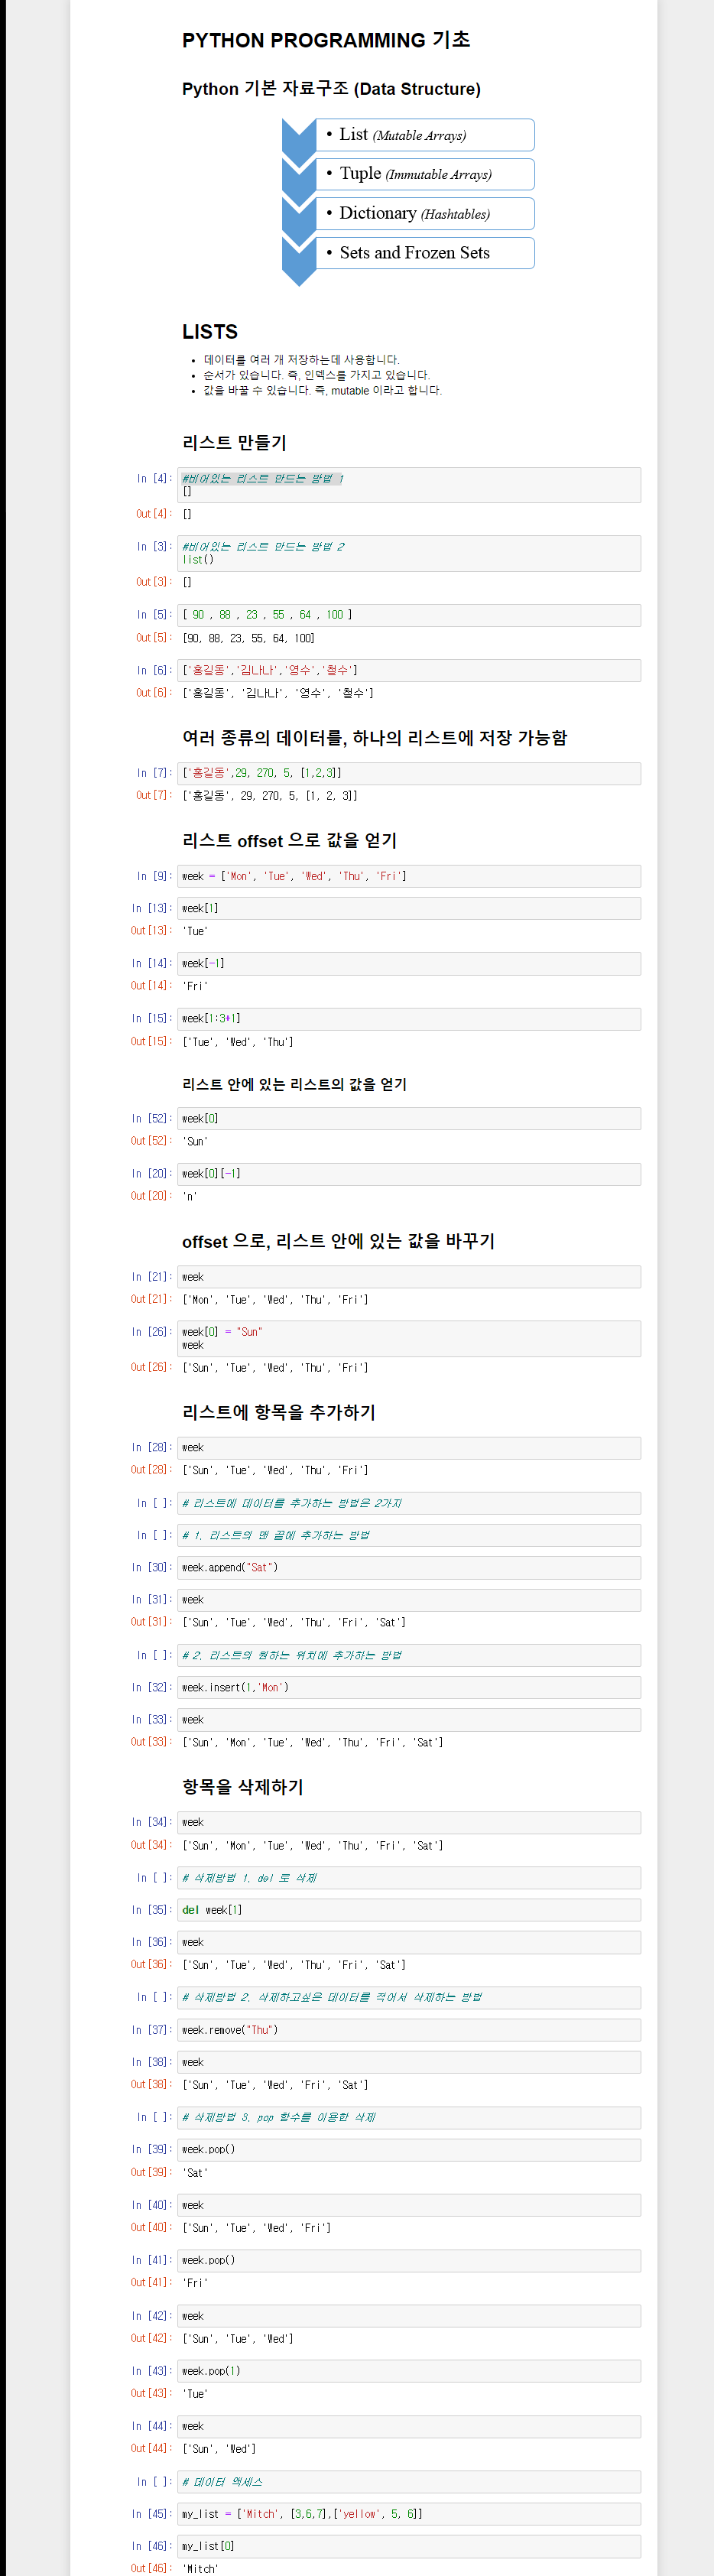 PYTHON PROGRAMMING 기초
Python 기본 자료구조 (Data Structure)
• List (Mutable Arrays)
• Tuple (Immutable Arrays)
• Dictionary (Hashtables)
• Sets and Frozen Sets
LISTS
• 데이터를 여러 개 저장하는데 사용합니다.
• 순서가 있습니다. 즉, 인덱스를 가지고 있습니다.
• 값을 바꿀 수 있습니다. 즉, mutable 이라고 합니다.
리스트 만들기
In [4]: #비어있는 리스트 만드는 방법 1
[]
Out[4]: []
In [3]: #비어있는 리스트 만드는 방법 2
list()
Out[3]: []
In [5]: [ 90 , 88 , 23 , 55 , 64 , 100 ]
Out[5]: [90, 88, 23, 55, 64, 100]
In [6]: ['홍길동','김나나','영수','철수']
Out[6]: ['홍길동', '김나나', '영수', '철수']
여러 종류의 데이터를, 하나의 리스트에 저장 가능함
In [7]: ['홍길동',29, 270, 5, [1,2,3]]
Out[7]: ['홍길동', 29, 270, 5, [1, 2, 3]]
리스트 offset 으로 값을 얻기
In [9]: week = ['Mon', 'Tue', 'Wed', 'Thu', 'Fri']
In [13]: week[1]
Out[13]: 'Tue'
In [14]: week[-1]
Out[14]: 'Fri'
In [15]: week[1:3+1]
Out[15]: ['Tue', 'Wed', 'Thu']
리스트 안에 있는 리스트의 값을 얻기
In [52]: week[0]
Out[52]: 'Sun'
In [20]: week[0][-1]
Out[20]: 'n'
offset 으로, 리스트 안에 있는 값을 바꾸기
In [21]: week
Out[21]: ['Mon', 'Tue', 'Wed', 'Thu', 'Fri']
In [26]: week[0] = "Sun"
week
Out[26]: ['Sun', 'Tue', 'Wed', 'Thu', 'Fri']
리스트에 항목을 추가하기
In [28]: week
Out[28]: ['Sun', 'Tue', 'Wed', 'Thu', 'Fri']
In [ ]: # 리스트에 데이터를 추가하는 방법은 2가지
In [ ]: # 1. 리스트의 맨 끝에 추가하는 방법
In [30]: week.append("Sat")
In [31]: week
Out[31]: ['Sun', 'Tue', 'Wed', 'Thu', 'Fri', 'Sat']
In [ ]: # 2. 리스트의 원하는 위치에 추가하는 방법
In [32]: week.insert(1,'Mon')
In [33]: week
Out[33]: ['Sun', 'Mon', 'Tue', 'Wed', 'Thu', 'Fri', 'Sat']
항목을 삭제하기
In [34]: week
Out[34]: ['Sun', 'Mon', 'Tue', 'Wed', 'Thu', 'Fri', 'Sat']
In [ ]: # 삭제방법 1. del 로 삭제
In [35]: del week[1]
In [36]: week
Out[36]: ['Sun', 'Tue', 'Wed', 'Thu', 'Fri', 'Sat']
In [ ]: # 삭제방법 2. 삭제하고싶은 데이터를 적어서 삭제하는 방법
In [37]: week.remove("Thu")
In [38]: week
Out[38]: ['Sun', 'Tue', 'Wed', 'Fri', 'Sat']
In [ ]: # 삭제방법 3. pop 함수를 이용한 삭제
In [39]: week.pop()
Out[39]: 'Sat'
In [40]: week
Out[40]: ['Sun', 'Tue', 'Wed', 'Fri']
In [41]: week.pop()
Out[41]: 'Fri'
In [42]: week
Out[42]: ['Sun', 'Tue', 'Wed']
In [43]: week.pop(1)
Out[43]: 'Tue'
In [44]: week
Out[44]: ['Sun', 'Wed']
In [ ]: # 데이터 액세스
In [45]: my_list = ['Mitch', [3,6,7],['yellow', 5, 6]]
In [46]: my_list[0]
Out[46]: 'Mitch'